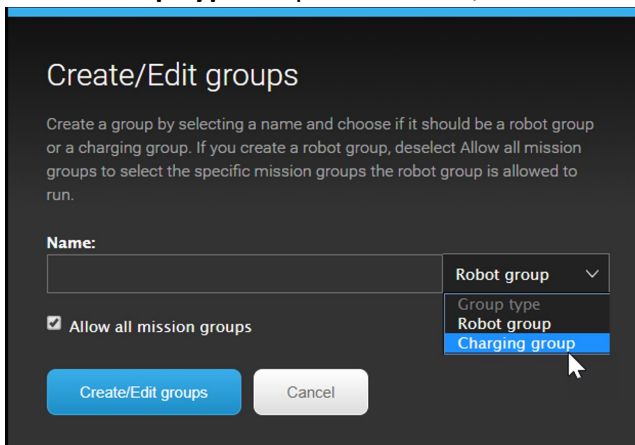 Create/Edit groups
Create a group by selecting a name and choose if it should be a robot group
or a charging group. If you create a robot group, deselect Allow all mission
groups to select the specific mission groups the robot group is allowed to
run.
Name:
Robot group
Group type
Robot group
Charging group
Allow all mission groups
Create/Edit groups
Cancel